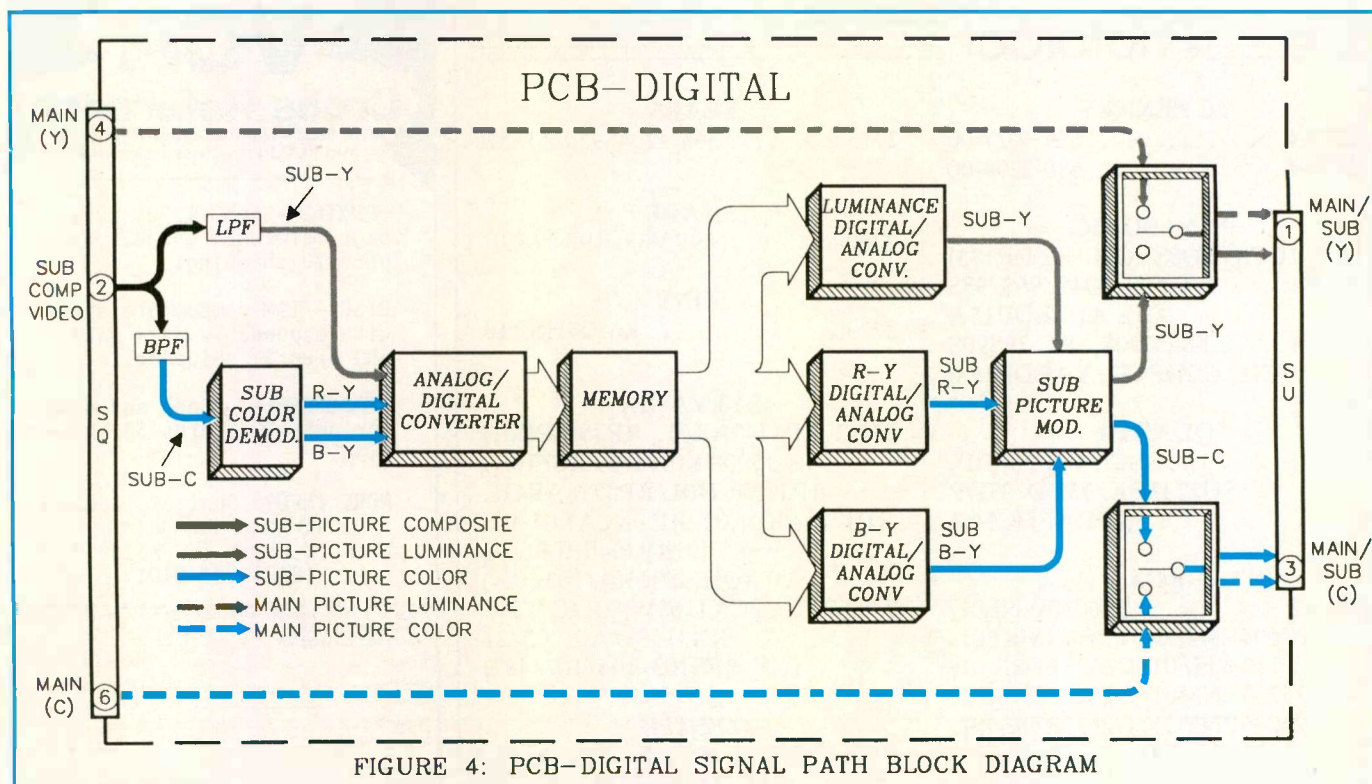 PCB-DIGITAL
MAIN
(Y)
4
SUB-Y
LPF
SUB
COMP
VIDEO
2
BPF
SUB-C
S
Q
SUB
COLOR
DEMOD.
R-Y
B-Y
ANALOG/
DIGITAL
CONVERTER
MEMORY
LUMINANCE
DIGITAL/
ANALOG
CONV.
SUB-Y
R-Y
DIGITAL/
ANALOG
CONV
SUB
R-Y
B-Y
DIGITAL/
ANALOG
CONV
SUB
B-Y
SUB
PICTURE
MOD.
SUB-Y
SUB-C
MAIN/
SUB
(Y)
1
S
U
3
MAIN/
SUB
(C)
SUB-PICTURE COMPOSITE
SUB-PICTURE LUMINANCE
SUB-PICTURE COLOR
MAIN PICTURE LUMINANCE
MAIN PICTURE COLOR
MAIN
(C)
6
FIGURE 4: PCB-DIGITAL SIGNAL PATH BLOCK DIAGRAM